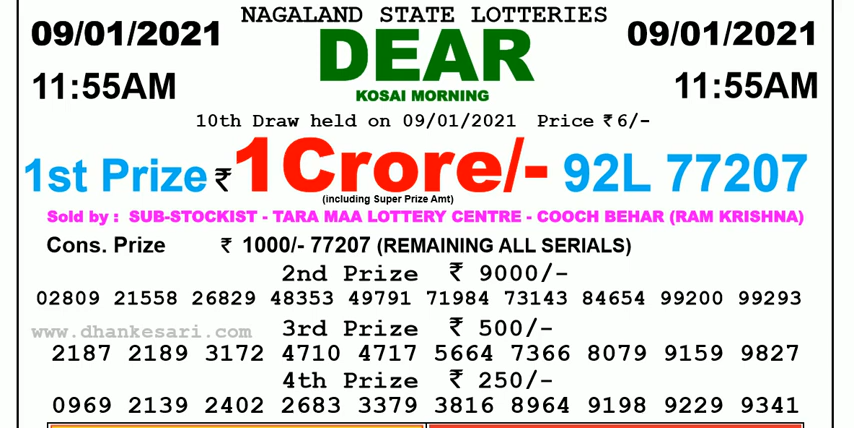 NAGALAND STATE LOTTERIES
09/01/2021 DEAR 09/01/2021
11:55AM KOSAI MORNING 11:55AM
10th Draw held on 09/01/2021 Price ₹ 6/-
1st Prize ₹ 1Crore/- 92L 77207
(including Super Prize Amt)
Sold by : SUB-STOCKIST - TARA MAA LOTTERY CENTRE - COOCH BEHAR (RAM KRISHNA)
Cons. Prize ₹ 1000/- 77207 (REMAINING ALL SERIALS)
2nd Prize ₹ 9000/-
02809 21558 26829 48353 49791 71984 73143 84654 99200 99293
www.dhankesari.com 3rd Prize ₹ 500/-
2187 2189 3172 4710 4717 5664 7366 8079 9159 9827
4th Prize ₹ 250/-
0969 2139 2402 2683 3379 3816 8964 9198 9229 9341